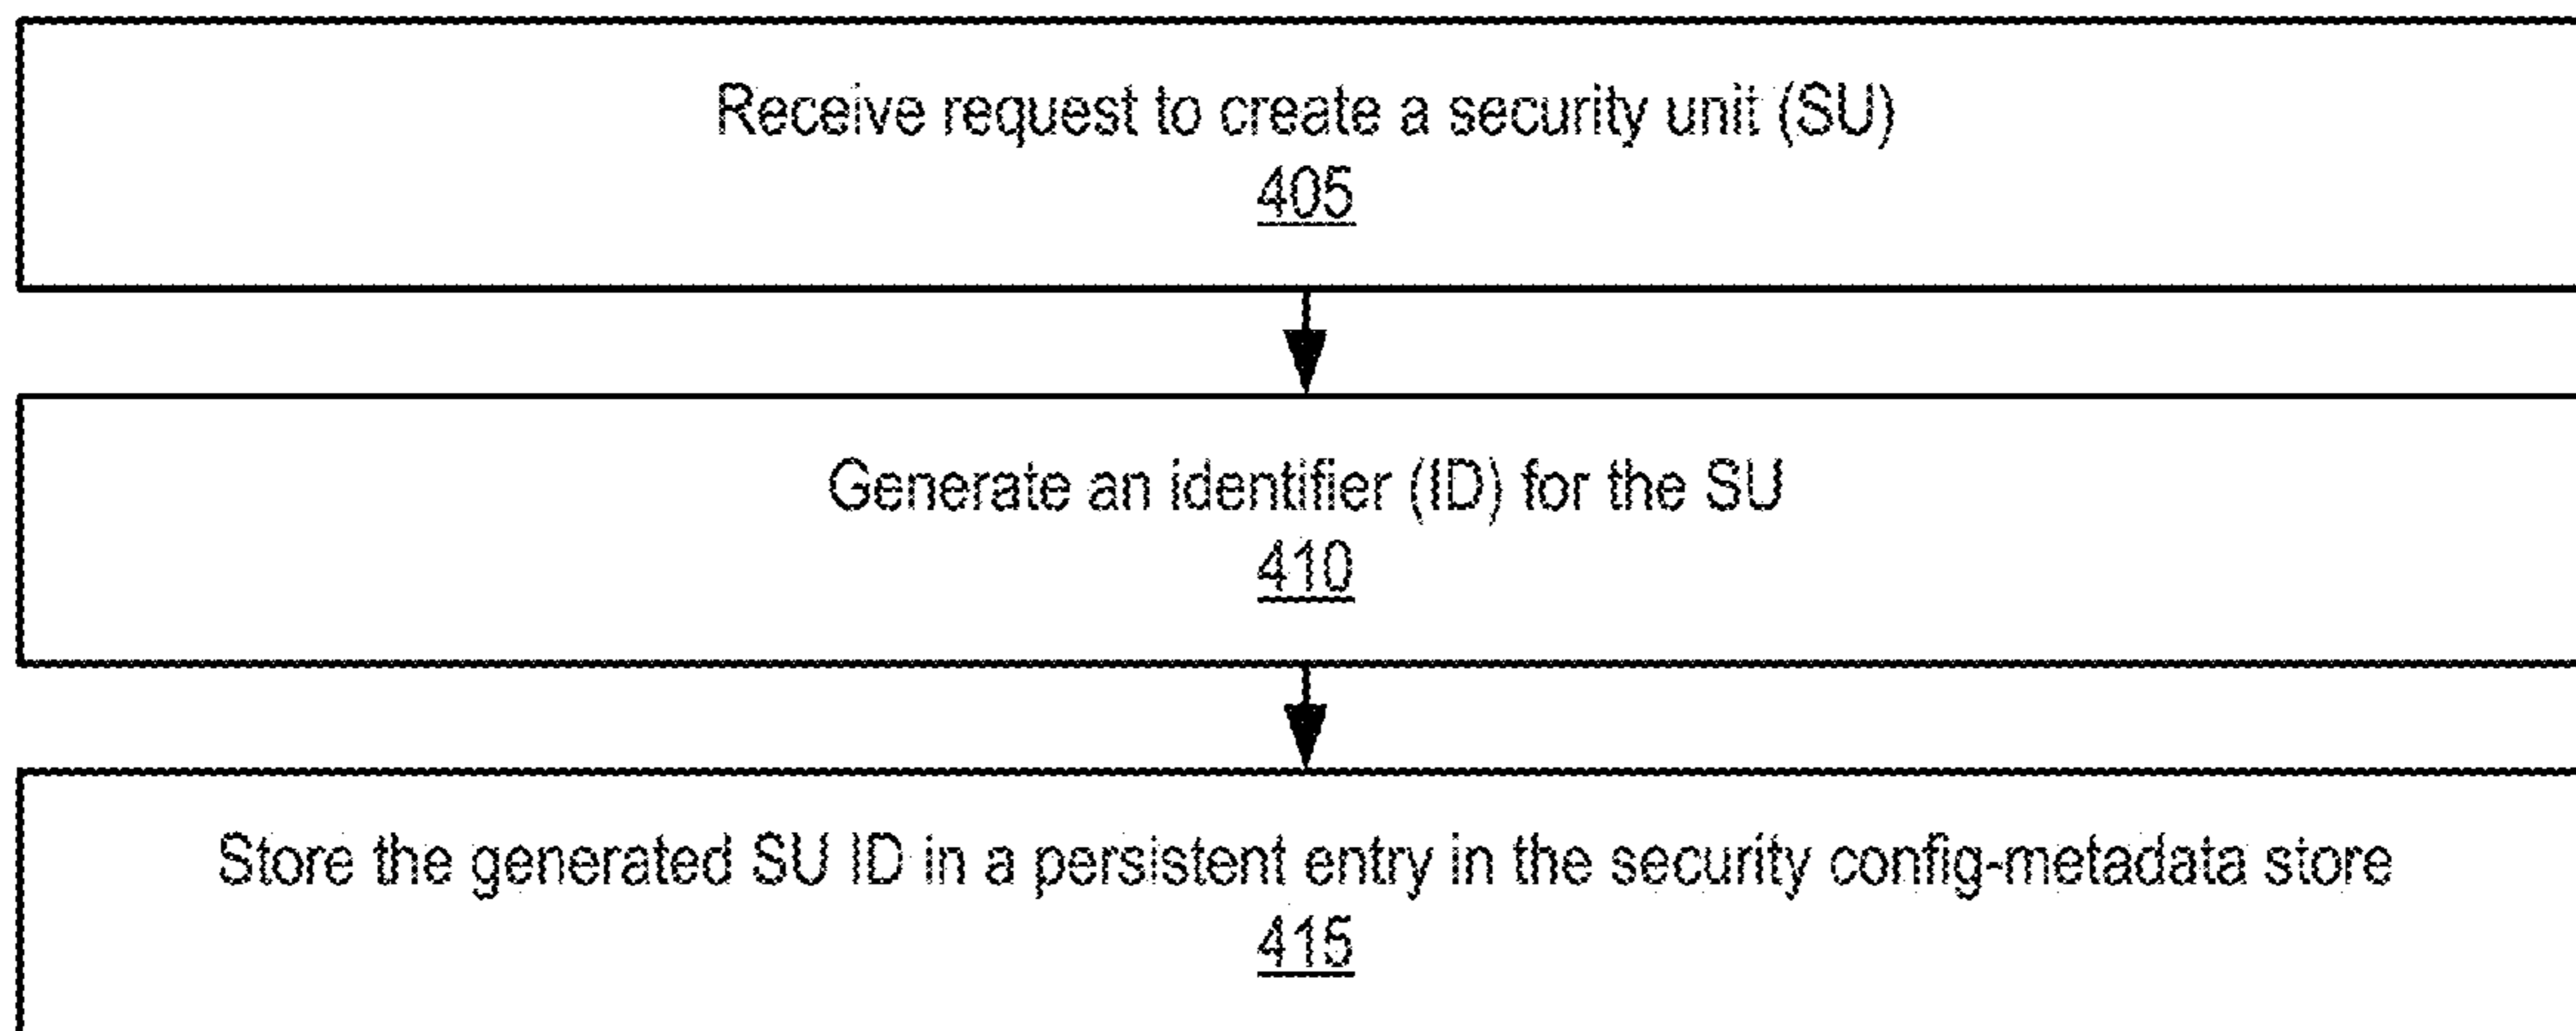 Receive request to create a security unit (SU)
405
Generate an identifier (ID) for the SU
410
Store the generated SU ID in a persistent entry in the security config-metadata store
415